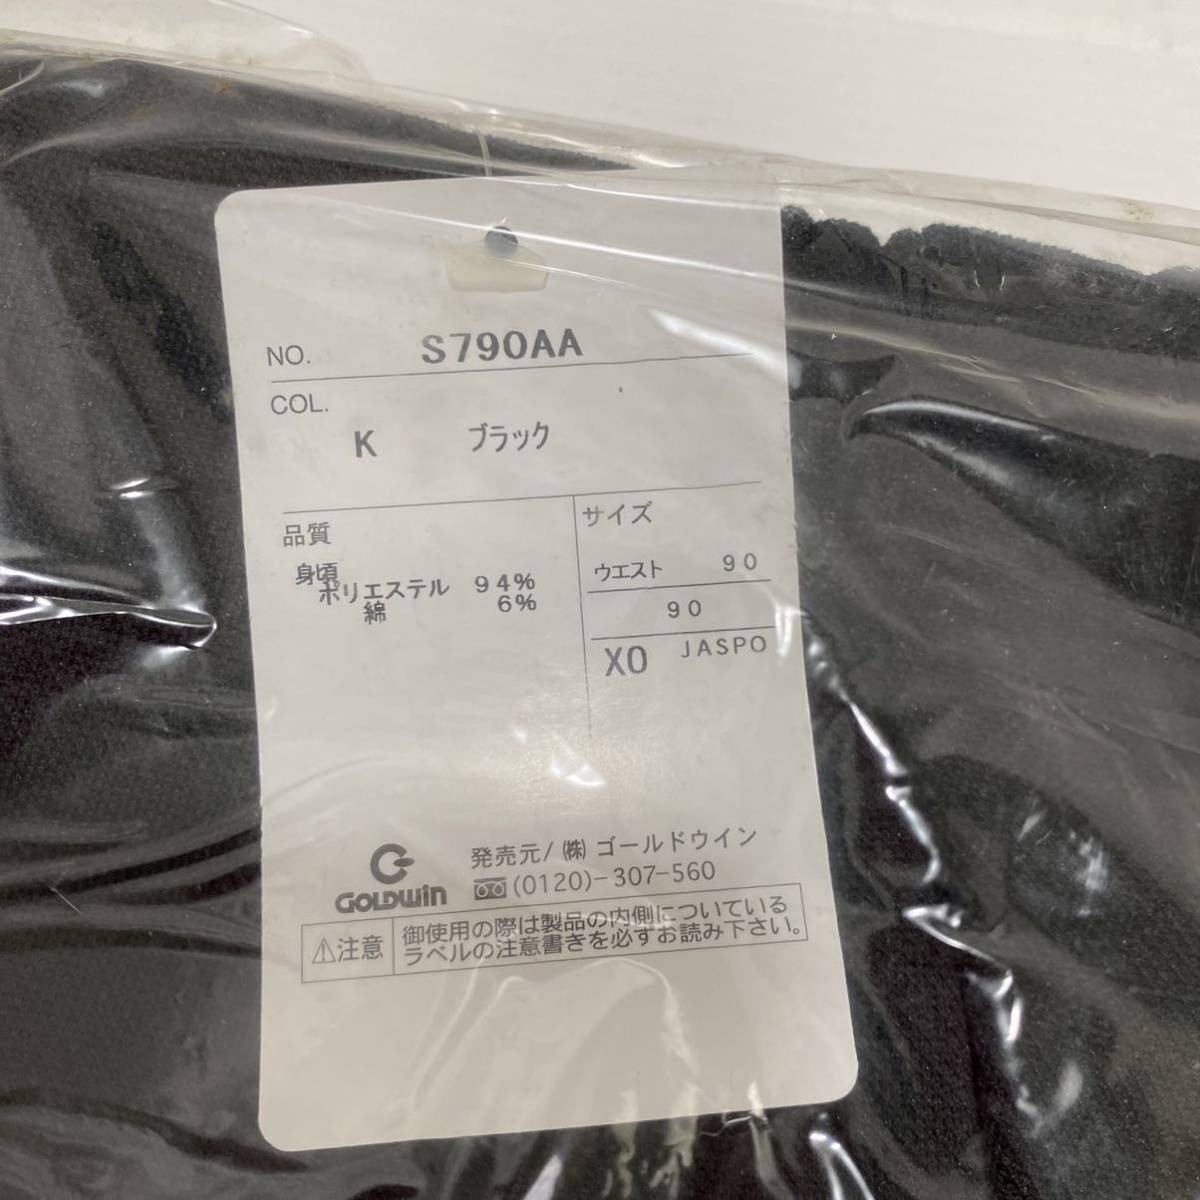 NO. S790AA
COL.
K ブラック
品質
身頃
ポリエステル 94%
綿 6%
サイズ
ウエスト 90
90
XO JASPO
GOLDWIN
発売元/㈱ゴールドウイン
(0120)-307-560
⚠注意
御使用の際は製品の内側についている
ラベルの注意書きを必ずお読み下さい。